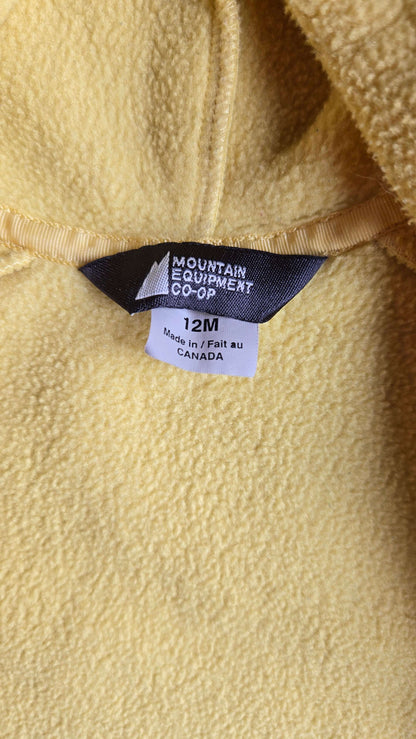 MOUNTAIN
EQUIPMENT
CO-OP
12M
Made in / Fait au
CANADA